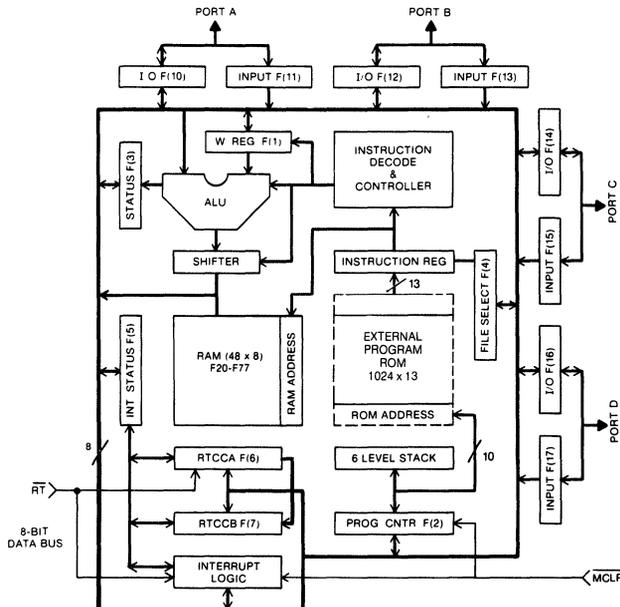 PORT A
PORT B
I O F(10)
INPUT F(11)
I/O F(12)
INPUT F(13)
W REG F(1)
STATUS F(3)
ALU
INSTRUCTION
DECODE
&
CONTROLLER
I/O F(14)
PORT C
SHIFTER
INSTRUCTION REG
FILE SELECT F(4)
INPUT F(15)
13
INT STATUS F(5)
RAM (48 x 8)
F20-F77
RAM ADDRESS
EXTERNAL
PROGRAM
ROM
1024 x 13
ROM ADDRESS
I/O F(16)
PORT D
8
RTCCA F(6)
6 LEVEL STACK
10
INPUT F(17)
RT
8-BIT
DATA BUS
RTCCB F(7)
PROG CNTR F(2)
INTERRUPT
LOGIC
MCLR